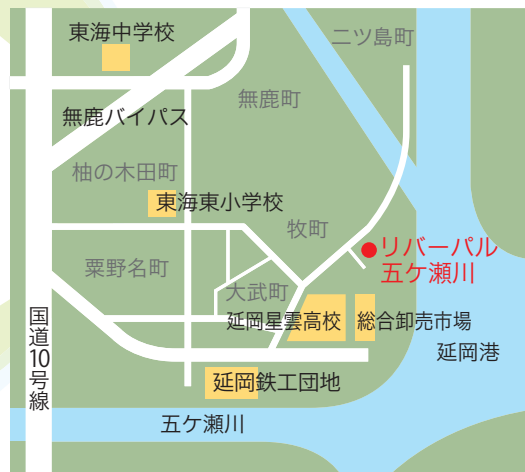 東海中学校
二ツ島町
無鹿町
無鹿バイパス
柚の木田町
東海東小学校
牧町
リバーパル
五ケ瀬川
粟野名町
大武町
国道10号線
延岡星雲高校
総合卸売市場
延岡港
延岡鉄工団地
五ケ瀬川